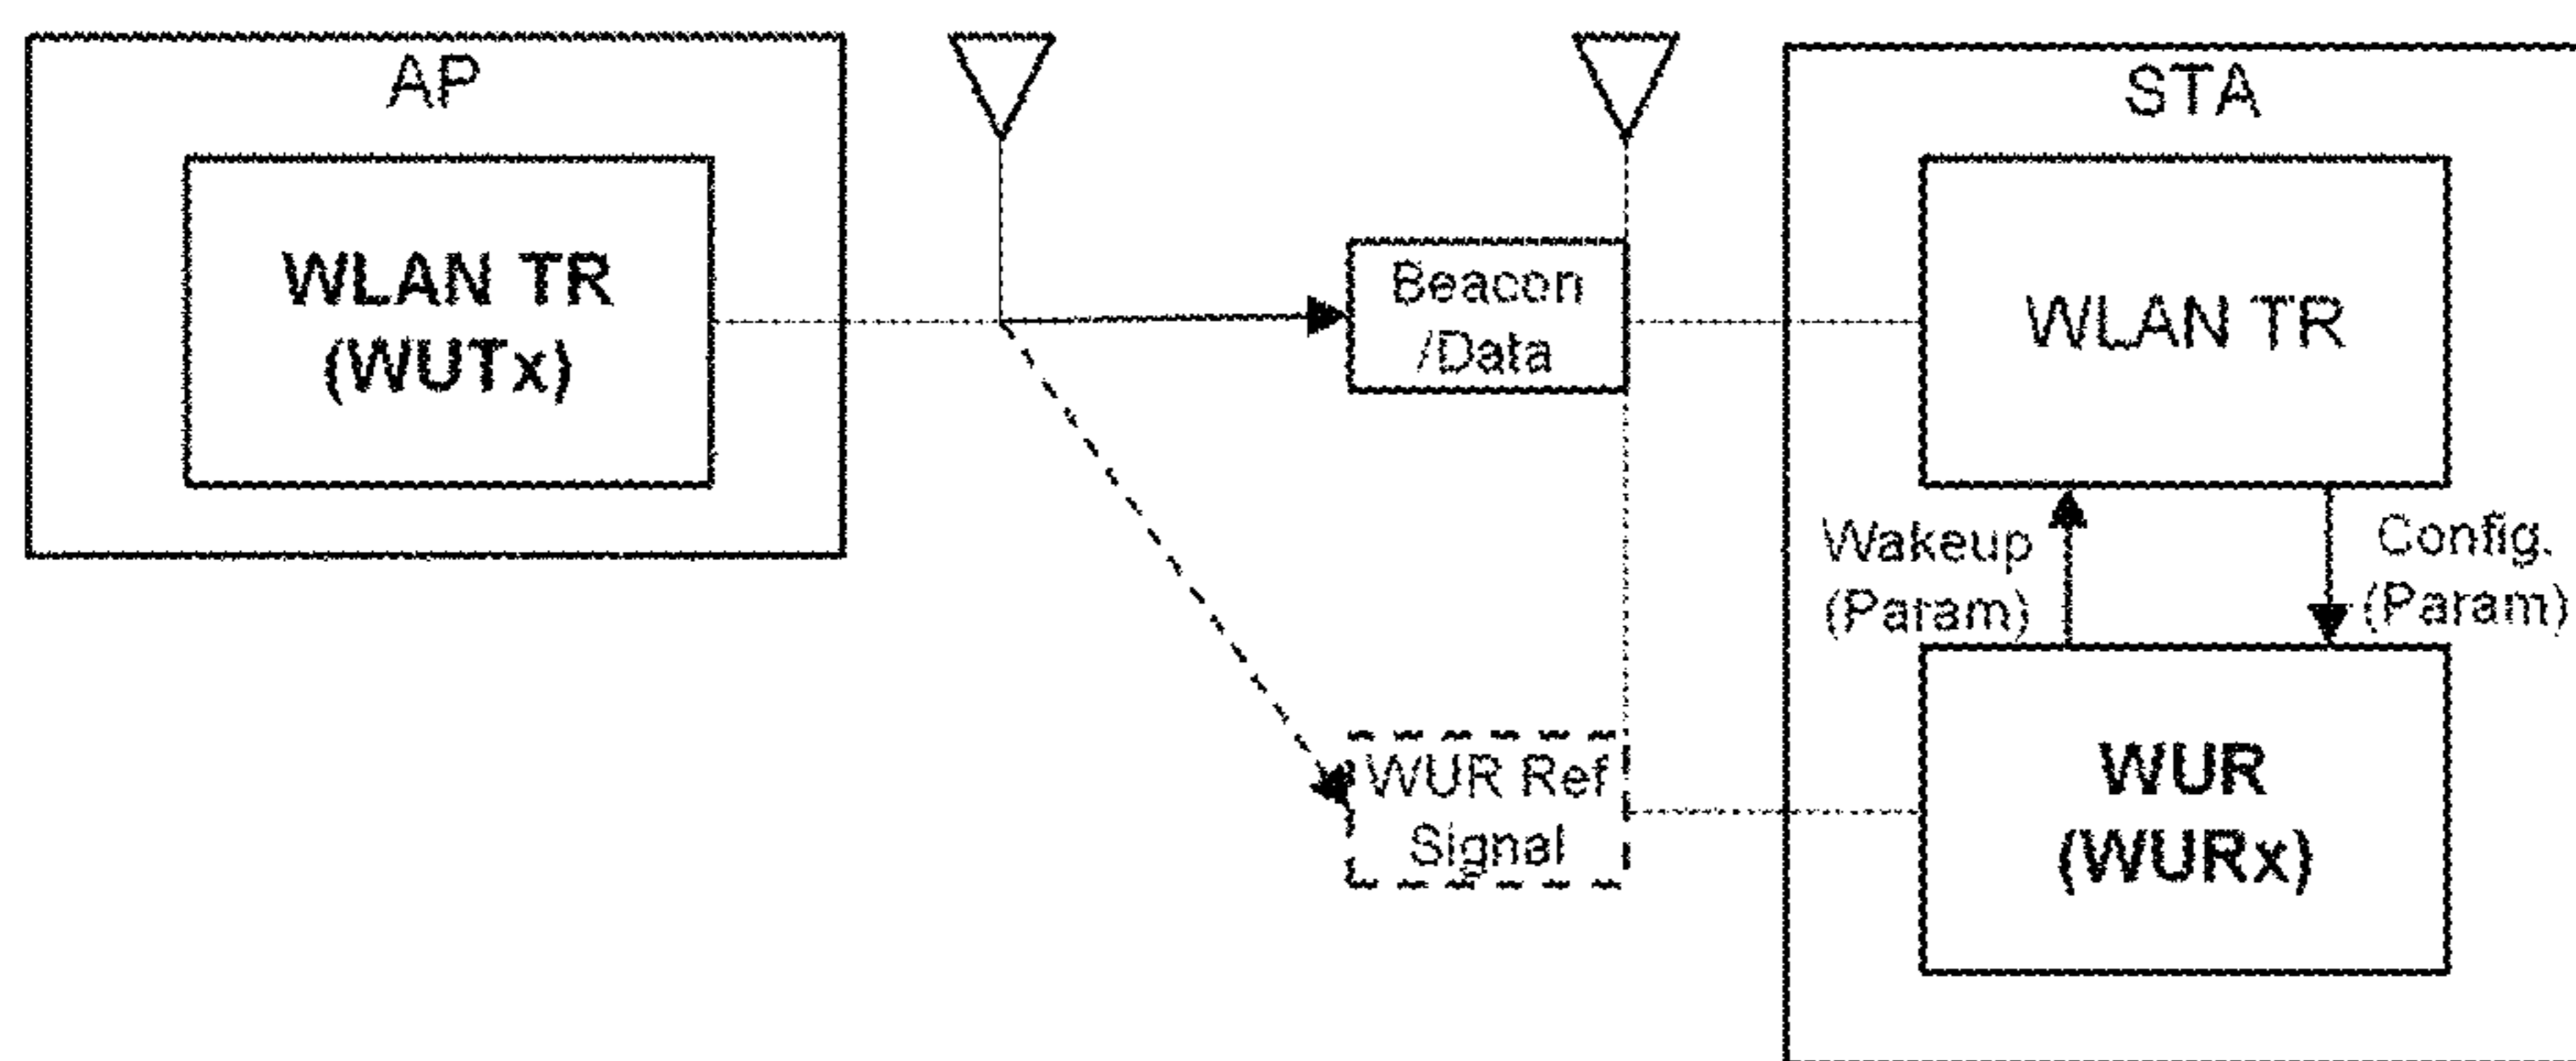 AP
WLAN TR
(WUTx)
Beacon
/Data
WUR Ref
Signal
STA
WLAN TR
Wakeup
(Param)
Config.
(Param)
WUR
(WURx)